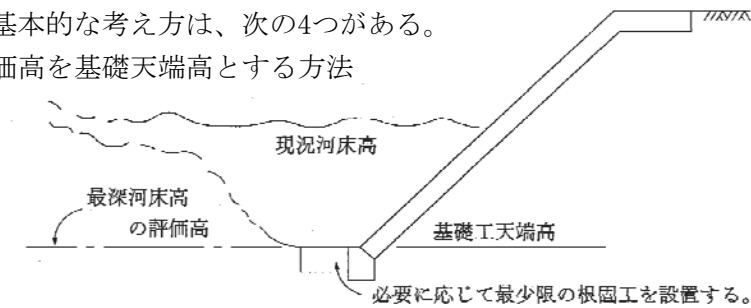 基本的な考え方は、次の4つがある。
価高を基礎天端高とする方法
現況河床高
最深河床高
の評価高
基礎工天端高
必要に応じて最少限の根固工を設置する。